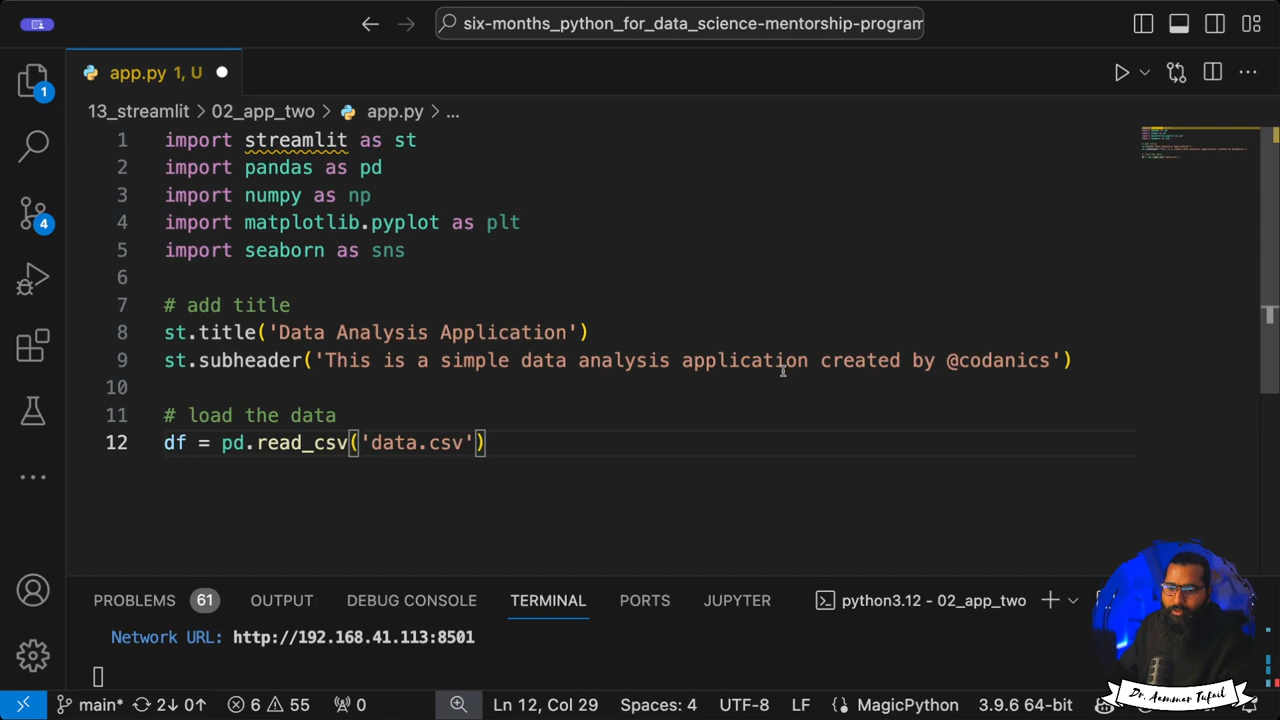 six-months_python_for_data_science-mentorship-program
app.py 1, U
13_streamlit > 02_app_two > app.py > ...
1 import streamlit as st
2 import pandas as pd
3 import numpy as np
4 import matplotlib.pyplot as plt
5 import seaborn as sns
6
7 # add title
8 st.title('Data Analysis Application')
9 st.subheader('This is a simple data analysis application created by @codanics')
10
11 # load the data
12 df = pd.read_csv('data.csv')
1
4
PROBLEMS 61 OUTPUT DEBUG CONSOLE TERMINAL PORTS JUPYTER python3.12 - 02_app_two
Network URL: http://192.168.41.113:8501
Dr. Aammar Tufail
main* 2↓ 0↑ 6 55 0 Ln 12, Col 29 Spaces: 4 UTF-8 LF MagicPython 3.9.6 64-bit